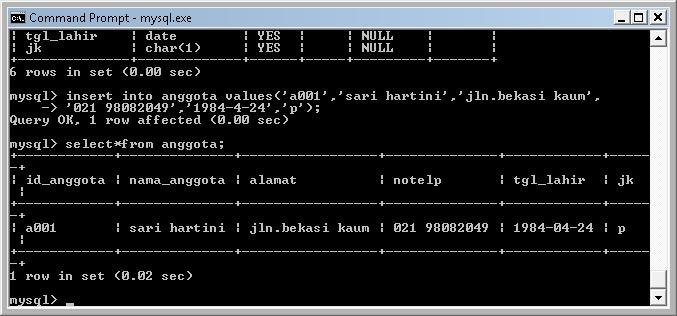 Command Prompt - mysql.exe
| tgl_lahir | date | YES | | NULL | |
| jk | char(1) | YES | | NULL | |
+-----------+-------------+------+-----+---------+-------+
6 rows in set (0.00 sec)
mysql> insert into anggota values('a001','sari hartini','jln.bekasi kaum',
-> '021 98082049','1984-4-24','p');
Query OK, 1 row affected (0.00 sec)
mysql> select*from anggota;
+------------+--------------+-----------------+--------------+------------+-----
-+
| id_anggota | nama_anggota | alamat | notelp | tgl_lahir | jk
|
+------------+--------------+-----------------+--------------+------------+-----
-+
| a001 | sari hartini | jln.bekasi kaum | 021 98082049 | 1984-04-24 | p
|
+------------+--------------+-----------------+--------------+------------+-----
-+
1 row in set (0.02 sec)
mysql> _